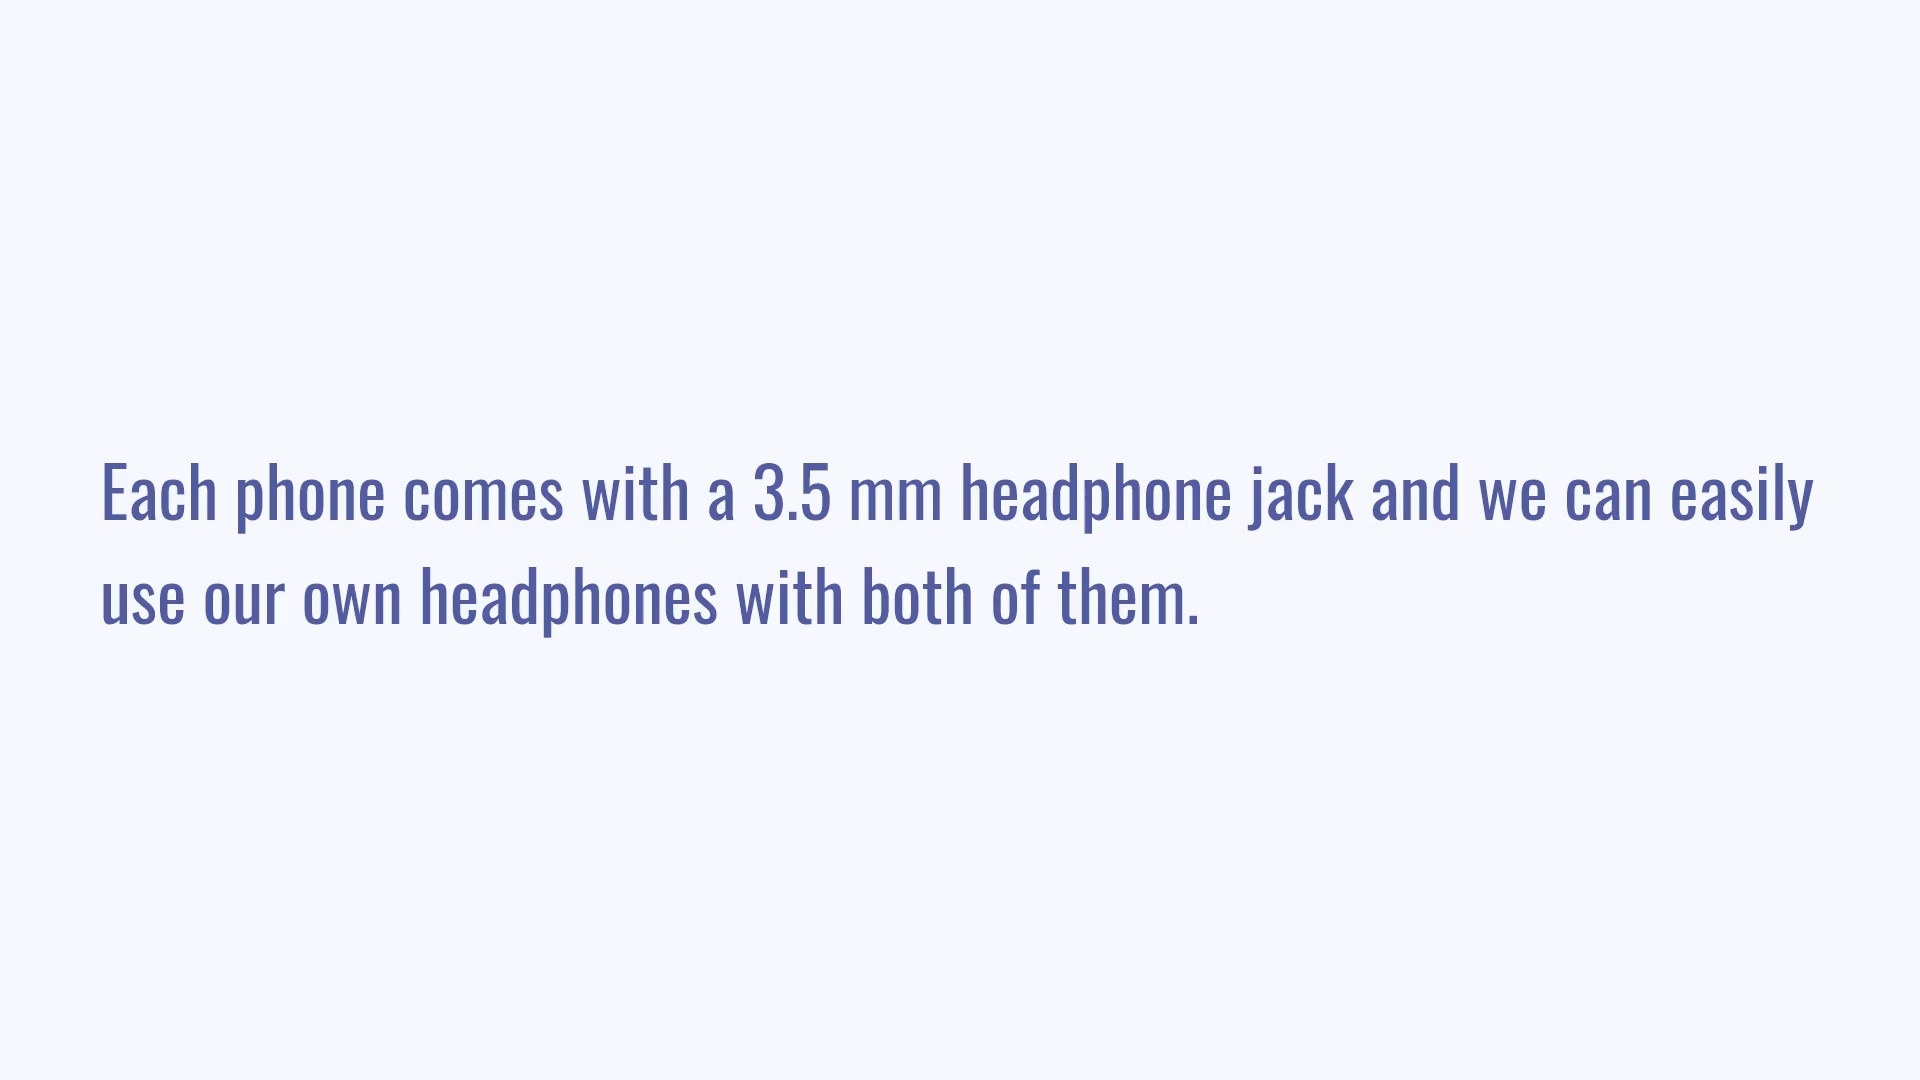 Each phone comes with a 3.5 mm headphone jack and we can easily
use our own headphones with both of them.